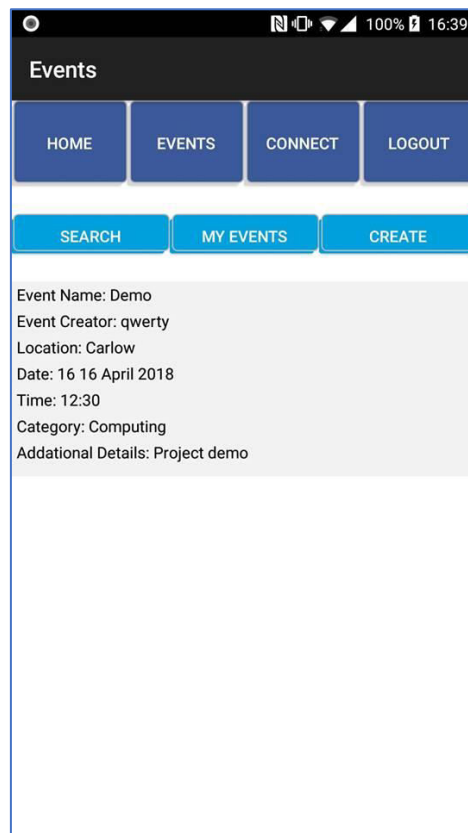 100% 16:39
Events
HOME EVENTS CONNECT LOGOUT
SEARCH MY EVENTS CREATE
Event Name: Demo
Event Creator: qwerty
Location: Carlow
Date: 16 16 April 2018
Time: 12:30
Category: Computing
Addational Details: Project demo